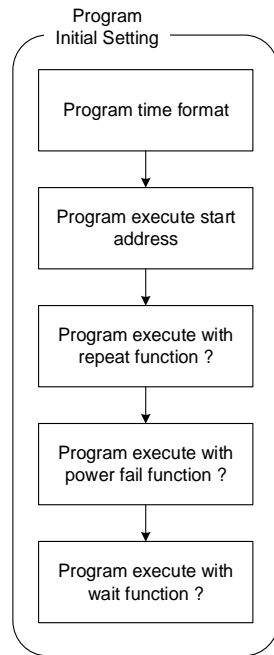 Program
Initial Setting
Program time format
Program execute start
address
Program execute with
repeat function ?
Program execute with
power fail function ?
Program execute with
wait function ?